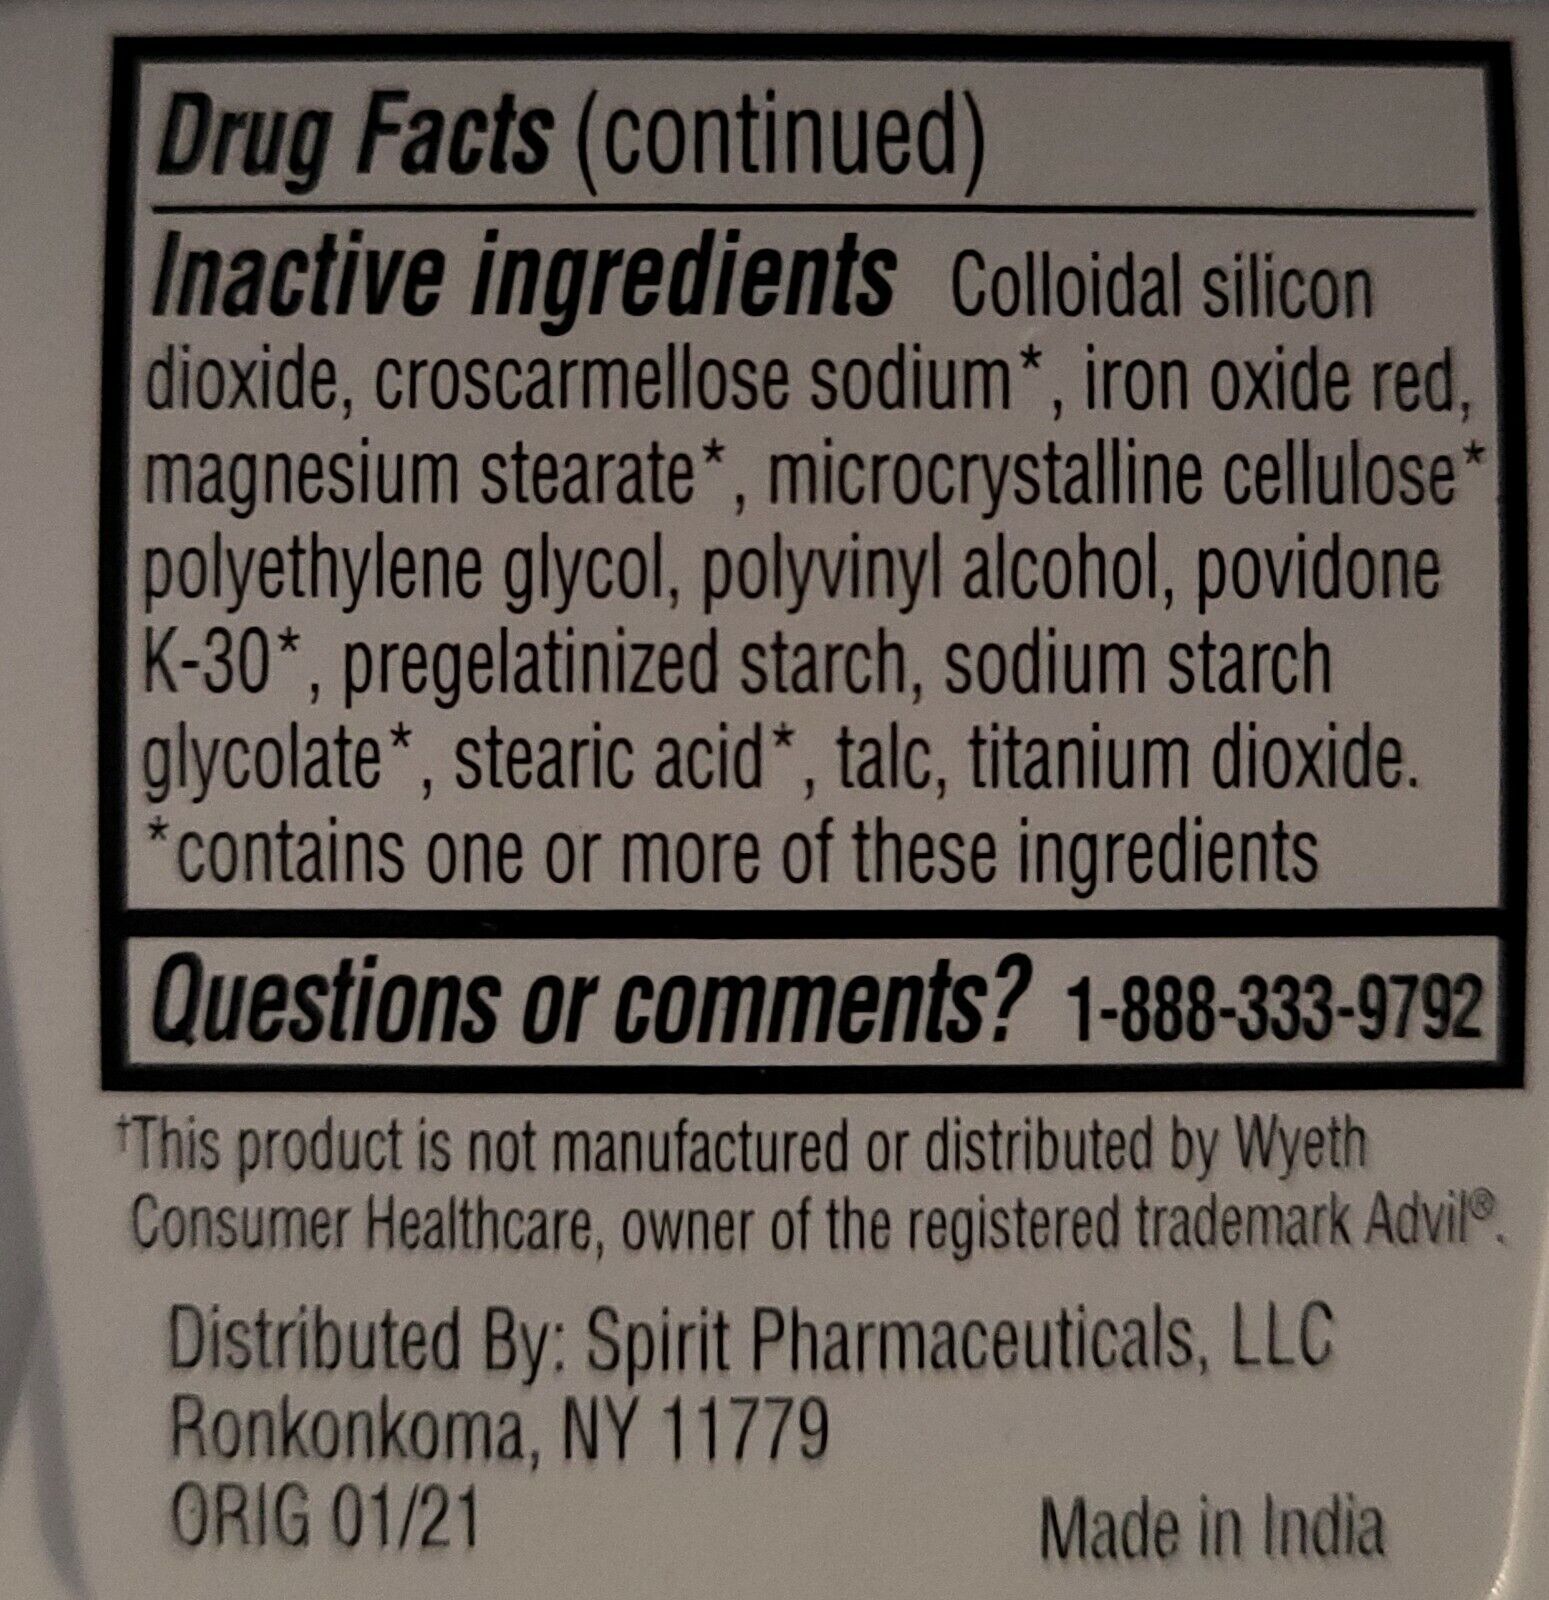 Drug Facts (continued)
Inactive ingredients Colloidal silicon
dioxide, croscarmellose sodium*, iron oxide red,
magnesium stearate*, microcrystalline cellulose*,
polyethylene glycol, polyvinyl alcohol, povidone
K-30*, pregelatinized starch, sodium starch
glycolate*, stearic acid*, talc, titanium dioxide.
*contains one or more of these ingredients
Questions or comments? 1-888-333-9792
†This product is not manufactured or distributed by Wyeth
Consumer Healthcare, owner of the registered trademark Advil®.
Distributed By: Spirit Pharmaceuticals, LLC
Ronkonkoma, NY 11779
ORIG 01/21
Made in India